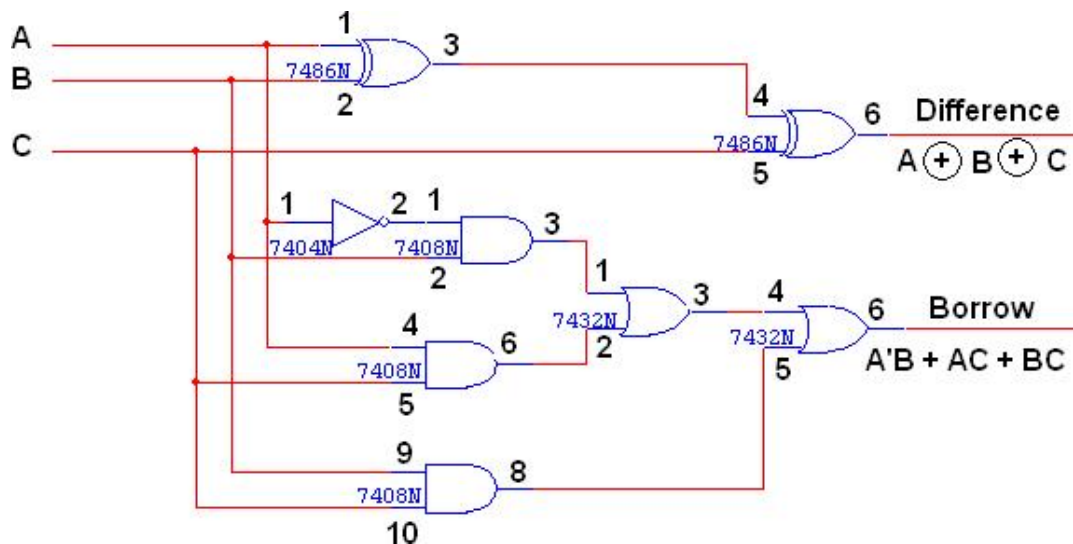 A 1 3
7486N
B 2
4 6 Difference
C 7486N
5 A + B + C
1 2 1 3
7404N 7408N
2 1
3 4 6 Borrow
4 6 7432N 7432N
2 5 A'B + AC + BC
7408N
5
9 8
7408N
10